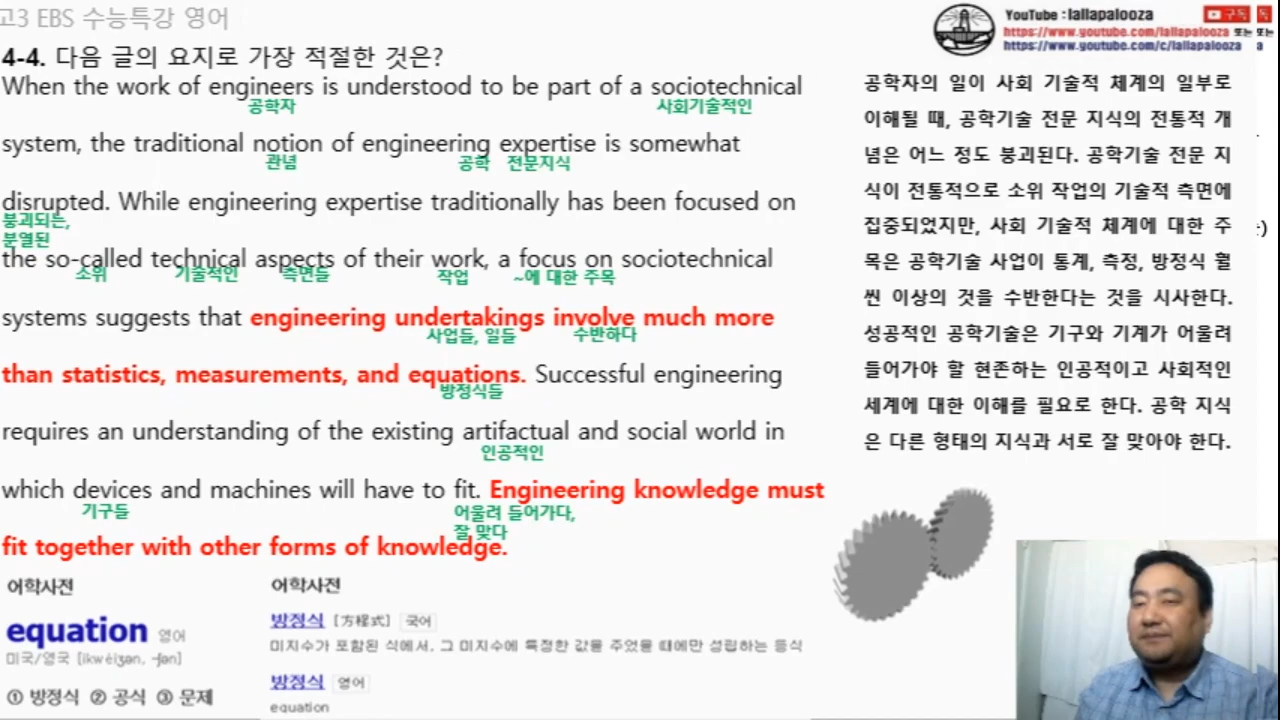 고3 EBS 수능특강 영어
YouTube : lallapalooza
구독
독
https://www.youtube.com/lallapalooza 또는 또는
https://www.youtube.com/c/lallapalooza a
4-4. 다음 글의 요지로 가장 적절한 것은?
When the work of engineers is understood to be part of a sociotechnical
공학자 사회기술적인
system, the traditional notion of engineering expertise is somewhat
관념 공학 전문지식
disrupted. While engineering expertise traditionally has been focused on
붕괴되는,
분열된
the so-called technical aspects of their work, a focus on sociotechnical
소위 기술적인 측면들 작업 ~에 대한 주목
systems suggests that engineering undertakings involve much more
사업들, 일들 수반하다
than statistics, measurements, and equations. Successful engineering
방정식들
requires an understanding of the existing artifactual and social world in
인공적인
which devices and machines will have to fit. Engineering knowledge must
기구들 어울려 들어가다,
잘 맞다
fit together with other forms of knowledge.
공학자의 일이 사회 기술적 체계의 일부로
이해될 때, 공학기술 전문 지식의 전통적 개
념은 어느 정도 붕괴된다. 공학기술 전문 지
식이 전통적으로 소위 작업의 기술적 측면에
집중되었지만, 사회 기술적 체계에 대한 주
목은 공학기술 사업이 통계, 측정, 방정식 훨
씬 이상의 것을 수반한다는 것을 시사한다.
성공적인 공학기술은 기구와 기계가 어울려
들어가야 할 현존하는 인공적이고 사회적인
세계에 대한 이해를 필요로 한다. 공학 지식
은 다른 형태의 지식과 서로 잘 맞아야 한다.
어학사전
equation 영어
미국/영국 [ikwéiʒən, -ʃən]
① 방정식 ② 공식 ③ 문제
어학사전
방정식 [方程式] 국어
미지수가 포함된 식에서, 그 미지수에 특정한 값을 주었을 때에만 성립하는 등식
방정식 영어
equation